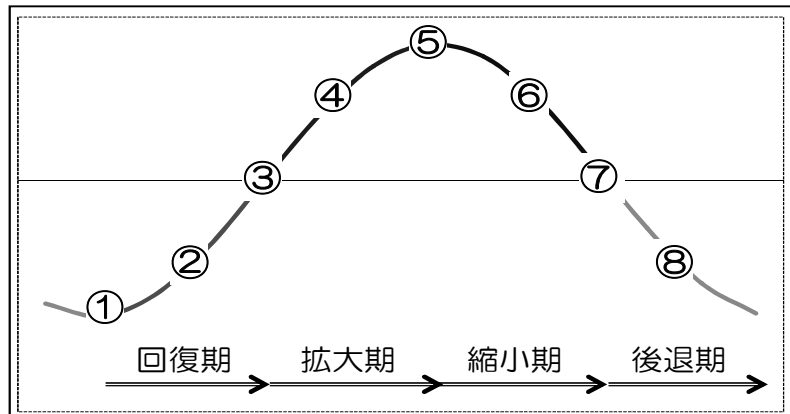 ⑤
④
⑥
③
⑦
②
⑧
①
回復期
拡大期
縮小期
後退期